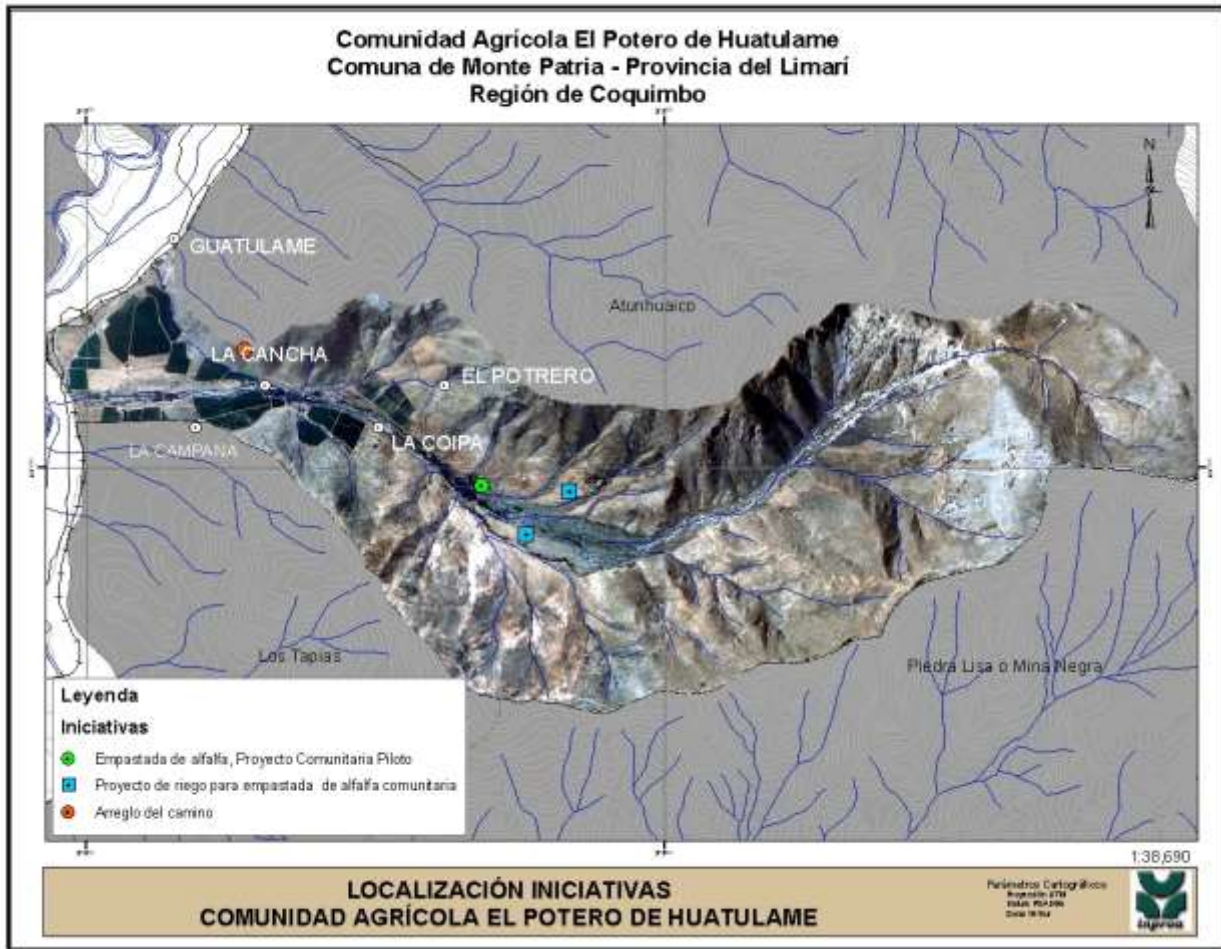 Comunidad Agrícola El Potero de Huatulame
Comuna de Monte Patria - Provincia del Limarí
Región de Coquimbo
N
GUATULAME
Atunhuaico
LA CANCHA
EL POTRERO
LA COIPA
LA CAMPANA
Los Tapias
Piedra Lisa o Mina Negra
Leyenda
Iniciativas
Empastada de alfalfa, Proyecto Comunitaria Piloto
Proyecto de riego para empastada de alfalfa comunitaria
Arreglo del camino
1:38,690
LOCALIZACIÓN INICIATIVAS
COMUNIDAD AGRÍCOLA EL POTERO DE HUATULAME
Parámetros Cartográficos